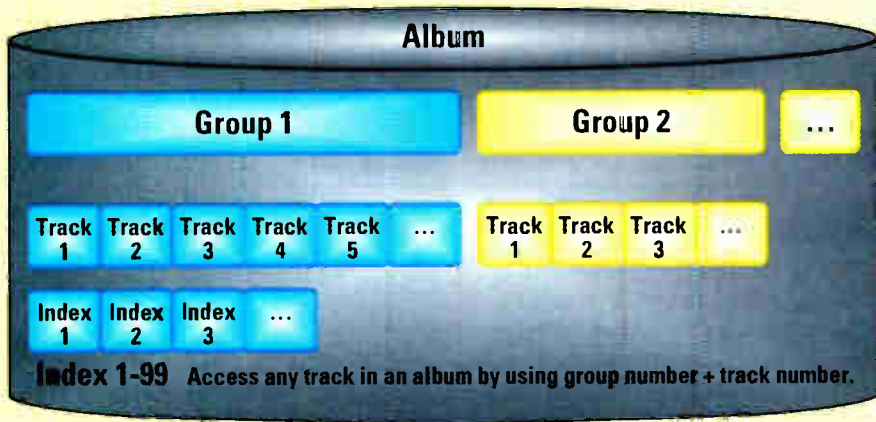 Album
Group 1 Group 2 ...
Track Track Track Track Track ... Track Track Track ...
1 2 3 4 5 1 2 3
Index Index Index ...
1 2 3
Index 1-99 Access any track in an album by using group number + track number.